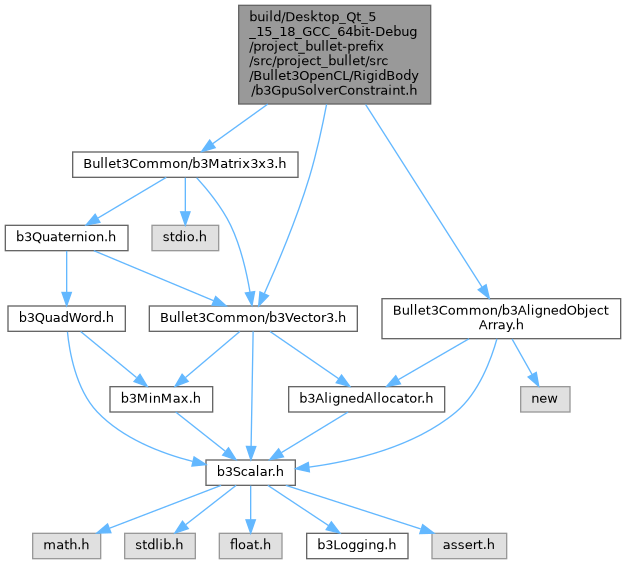 build/Desktop_Qt_5
_15_18_GCC_64bit-Debug
/project_bullet-prefix
/src/project_bullet/src
/Bullet3OpenCL/RigidBody
/b3GpuSolverConstraint.h
Bullet3Common/b3Matrix3x3.h
b3Quaternion.h
stdio.h
b3QuadWord.h
Bullet3Common/b3Vector3.h
Bullet3Common/b3AlignedObject
Array.h
b3MinMax.h
b3AlignedAllocator.h
new
b3Scalar.h
math.h
stdlib.h
float.h
b3Logging.h
assert.h